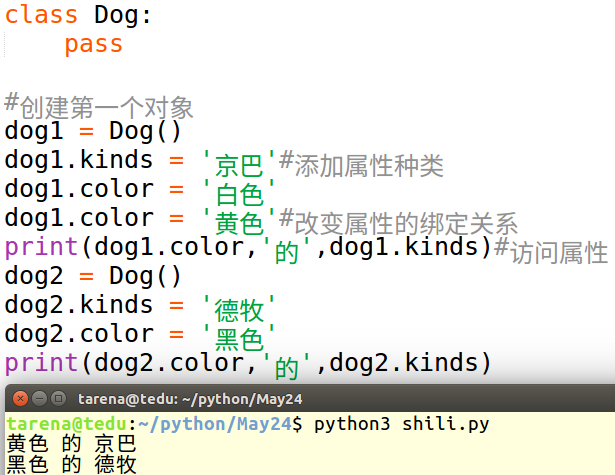 class Dog:
    pass
#创建第一个对象
dog1 = Dog()
dog1.kinds = '京巴'#添加属性种类
dog1.color = '白色'
dog1.color = '黄色'#改变属性的绑定关系
print(dog1.color,'的',dog1.kinds)#访问属性
dog2 = Dog()
dog2.kinds = '德牧'
dog2.color = '黑色'
print(dog2.color,'的',dog2.kinds)
tarena@tedu: ~/python/May24
tarena@tedu:~/python/May24$ python3 shili.py
黄色 的 京巴
黑色 的 德牧